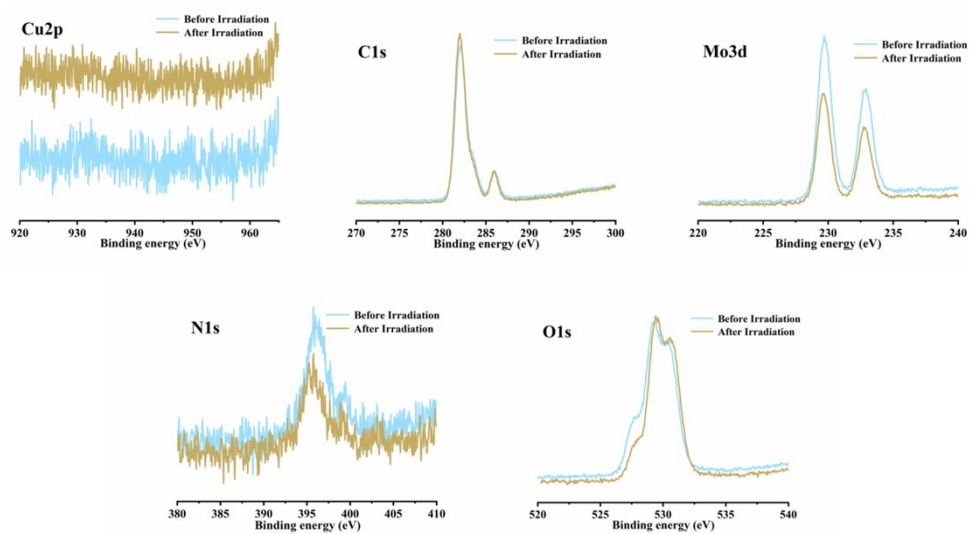 Cu2p
Before Irradiation
After Irradiation
920 930 940 950 960
Binding energy (eV)
C1s
Before Irradiation
After Irradiation
270 275 280 285 290 295 300
Binding energy (eV)
Mo3d
Before Irradiation
After Irradiation
220 225 230 235 240
Binding energy (eV)
N1s
Before Irradiation
After Irradiation
380 385 390 395 400 405 410
Binding energy (eV)
O1s
Before Irradiation
After Irradiation
520 525 530 535 540
Binding energy (eV)